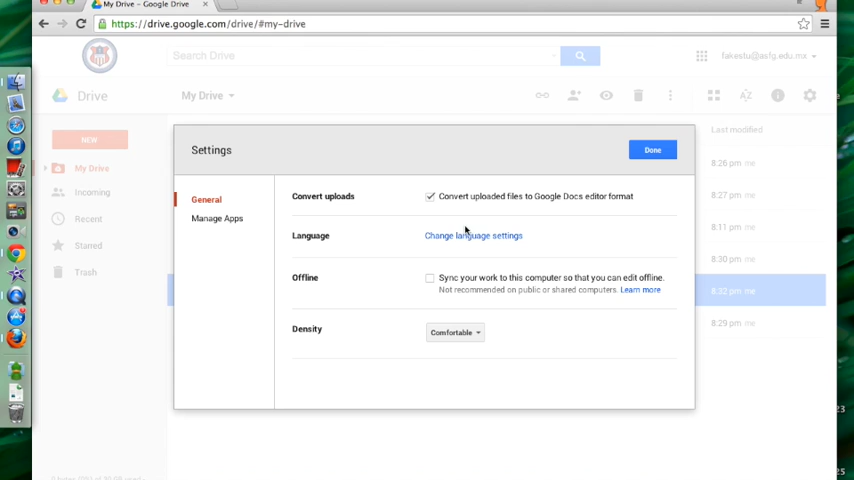 My Drive - Google Drive
https://drive.google.com/drive/#my-drive
Search Drive
fakestu@asfg.edu.mx
Drive
My Drive
NEW
My Drive
Incoming
Recent
Starred
Trash
Last modified
8:26 pm me
8:27 pm me
8:11 pm me
8:30 pm me
8:32 pm me
8:29 pm me
Settings
Done
General
Manage Apps
Convert uploads
Convert uploaded files to Google Docs editor format
Language
Change language settings
Offline
Sync your work to this computer so that you can edit offline.
Not recommended on public or shared computers. Learn more
Density
Comfortable